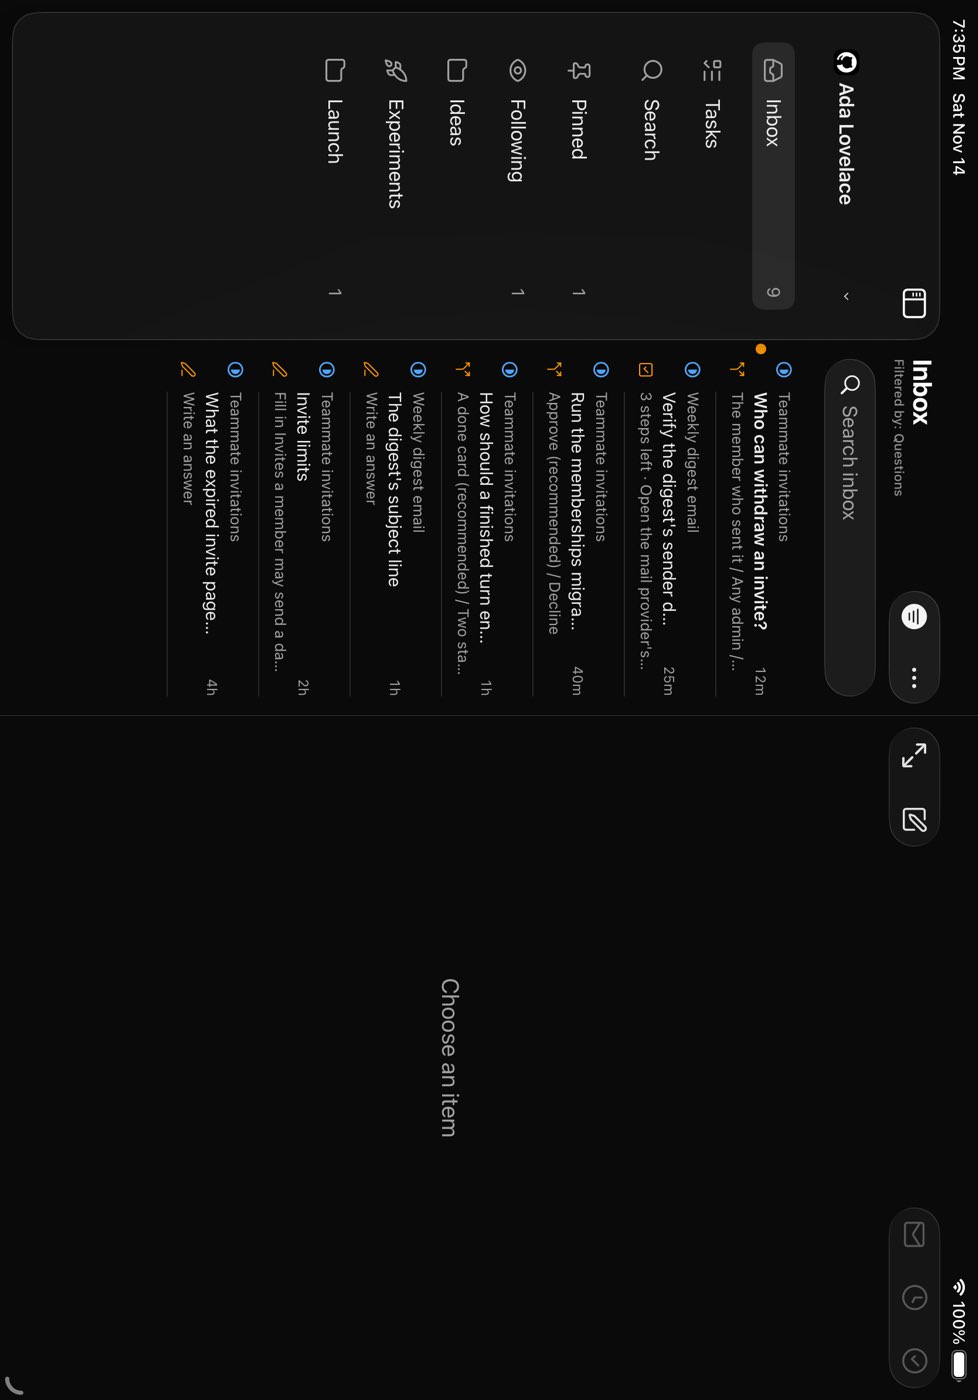 7:35 PM Sat Nov 14
100%
Ada Lovelace
Inbox 9
Tasks
Search
Pinned 1
Following 1
Ideas
Experiments
Launch 1
Inbox
Filtered by: Questions
Search inbox
Teammate invitations
Who can withdraw an invite? 12m
The member who sent it / Any admin /...
Weekly digest email
Verify the digest's sender d... 25m
3 steps left · Open the mail provider's...
Teammate invitations
Run the memberships migra... 40m
Approve (recommended) / Decline
Teammate invitations
How should a finished turn en... 1h
A done card (recommended) / Two sta...
Weekly digest email
The digest's subject line 1h
Write an answer
Teammate invitations
Invite limits 2h
Fill in Invites a member may send a da...
Teammate invitations
What the expired invite page... 4h
Write an answer
Choose an item